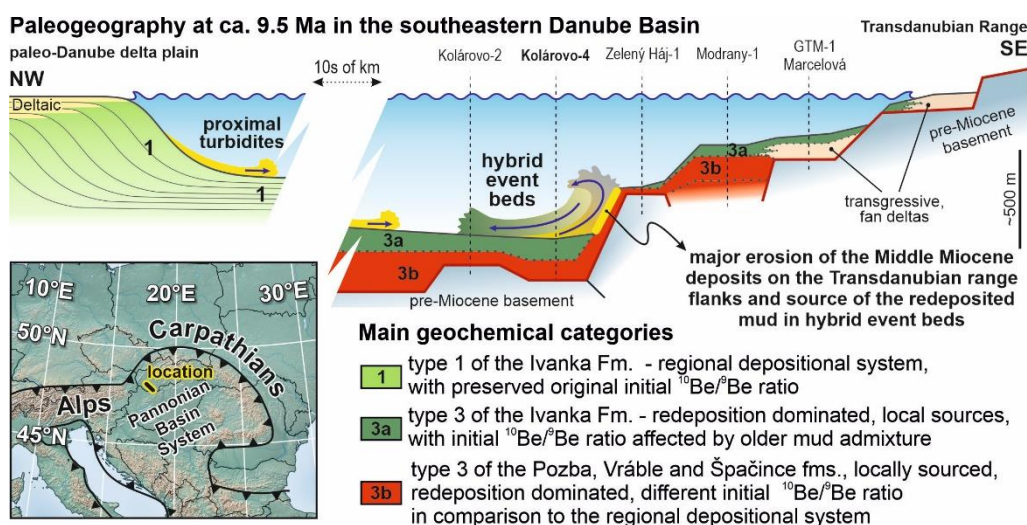 Paleogeography at ca. 9.5 Ma in the southeastern Danube Basin
Transdanubian Range
SE
paleo-Danube delta plain
NW
10s of km
Kolárovo-2
Kolárovo-4
Zelený Háj-1
Modrany-1
GTM-1
Marcelová
Deltaic
1
proximal
turbidites
1
hybrid
event
beds
3a
3b
3a
3b
pre-Miocene
basement
transgressive,
fan deltas
~500 m
pre-Miocene basement
major erosion of the Middle Miocene
deposits on the Transdanubian range
flanks and source of the redeposited
mud in hybrid event beds
10°E
20°E
30°E
50°N
45°N
Carpathians
location
Alps
Pannonian
Basin
System
Main geochemical categories
1 type 1 of the Ivanka Fm. - regional depositional system,
with preserved original initial ¹⁰Be/⁹Be ratio
3a type 3 of the Ivanka Fm. - redeposition dominated, local sources,
with initial ¹⁰Be/⁹Be ratio affected by older mud admixture
3b type 3 of the Pozba, Vráble and Špačince fms., locally sourced,
redeposition dominated, different initial ¹⁰Be/⁹Be ratio
in comparison to the regional depositional system